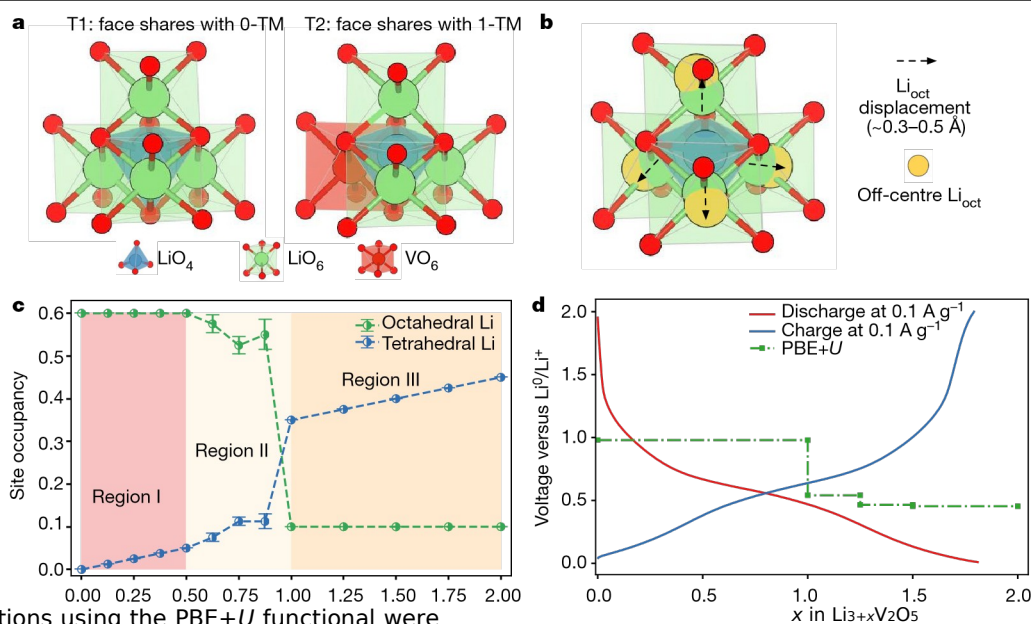 a T1: face shares with 0-TM T2: face shares with 1-TM b
Li_oct
displacement
(~0.3–0.5 Å)
Off-centre Li_oct
LiO₄ LiO₆ VO₆
c
Site occupancy
0.6
0.5
0.4
0.3
0.2
0.1
0.0
Octahedral Li
Tetrahedral Li
Region III
Region II
Region I
0.00 0.25 0.50 0.75 1.00 1.25 1.50 1.75 2.00
d
Voltage versus Li⁰/Li⁺
2.0
1.5
1.0
0.5
0.0
Discharge at 0.1 A g⁻¹
Charge at 0.1 A g⁻¹
PBE+U
0.0 0.5 1.0 1.5 2.0
x in Li₃₊ₓV₂O₅
tions using the PBE+U functional were